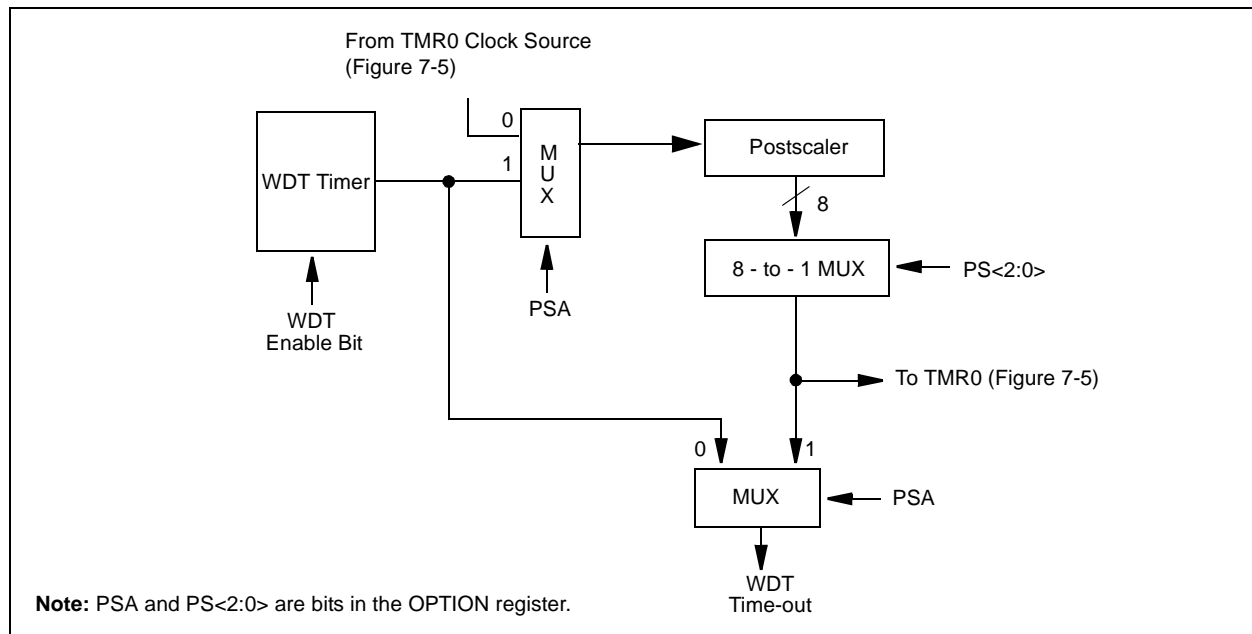 From TMR0 Clock Source
(Figure 7-5)
0
1
M
U
X
WDT Timer
Postscaler
8
8 - to - 1 MUX
PS<2:0>
PSA
WDT
Enable Bit
To TMR0 (Figure 7-5)
0
1
MUX
PSA
WDT
Time-out
Note: PSA and PS<2:0> are bits in the OPTION register.